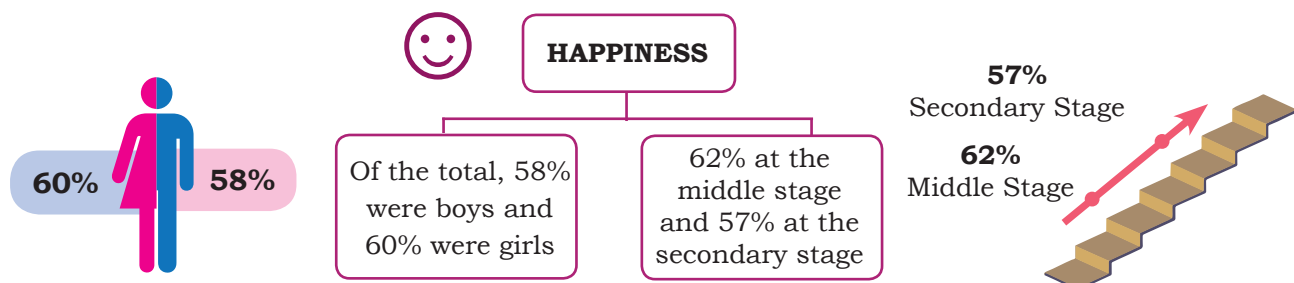 HAPPINESS
60%
58%
Of the total, 58%
were boys and
60% were girls
62% at the
middle stage
and 57% at the
secondary stage
57%
Secondary Stage
62%
Middle Stage